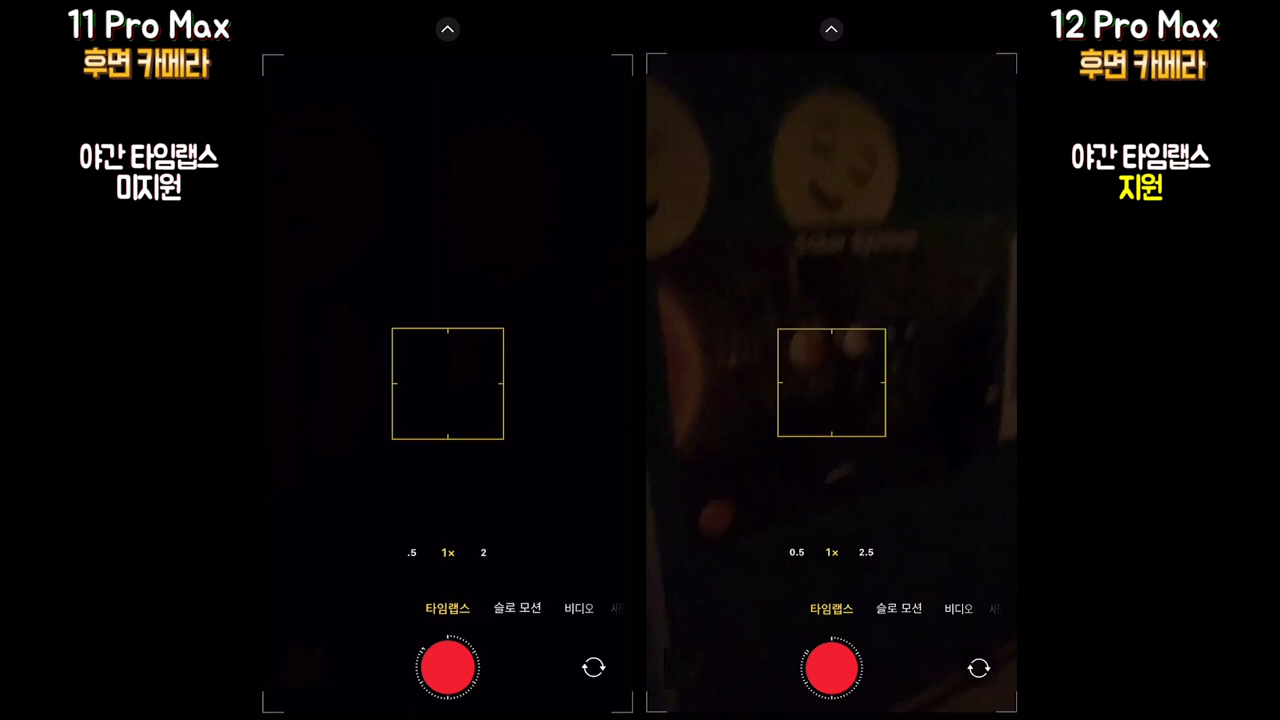 11 Pro Max
후면 카메라
야간 타임랩스
미지원
.5 1× 2
타임랩스 슬로 모션 비디오
12 Pro Max
후면 카메라
야간 타임랩스
지원
0.5 1× 2.5
타임랩스 슬로 모션 비디오